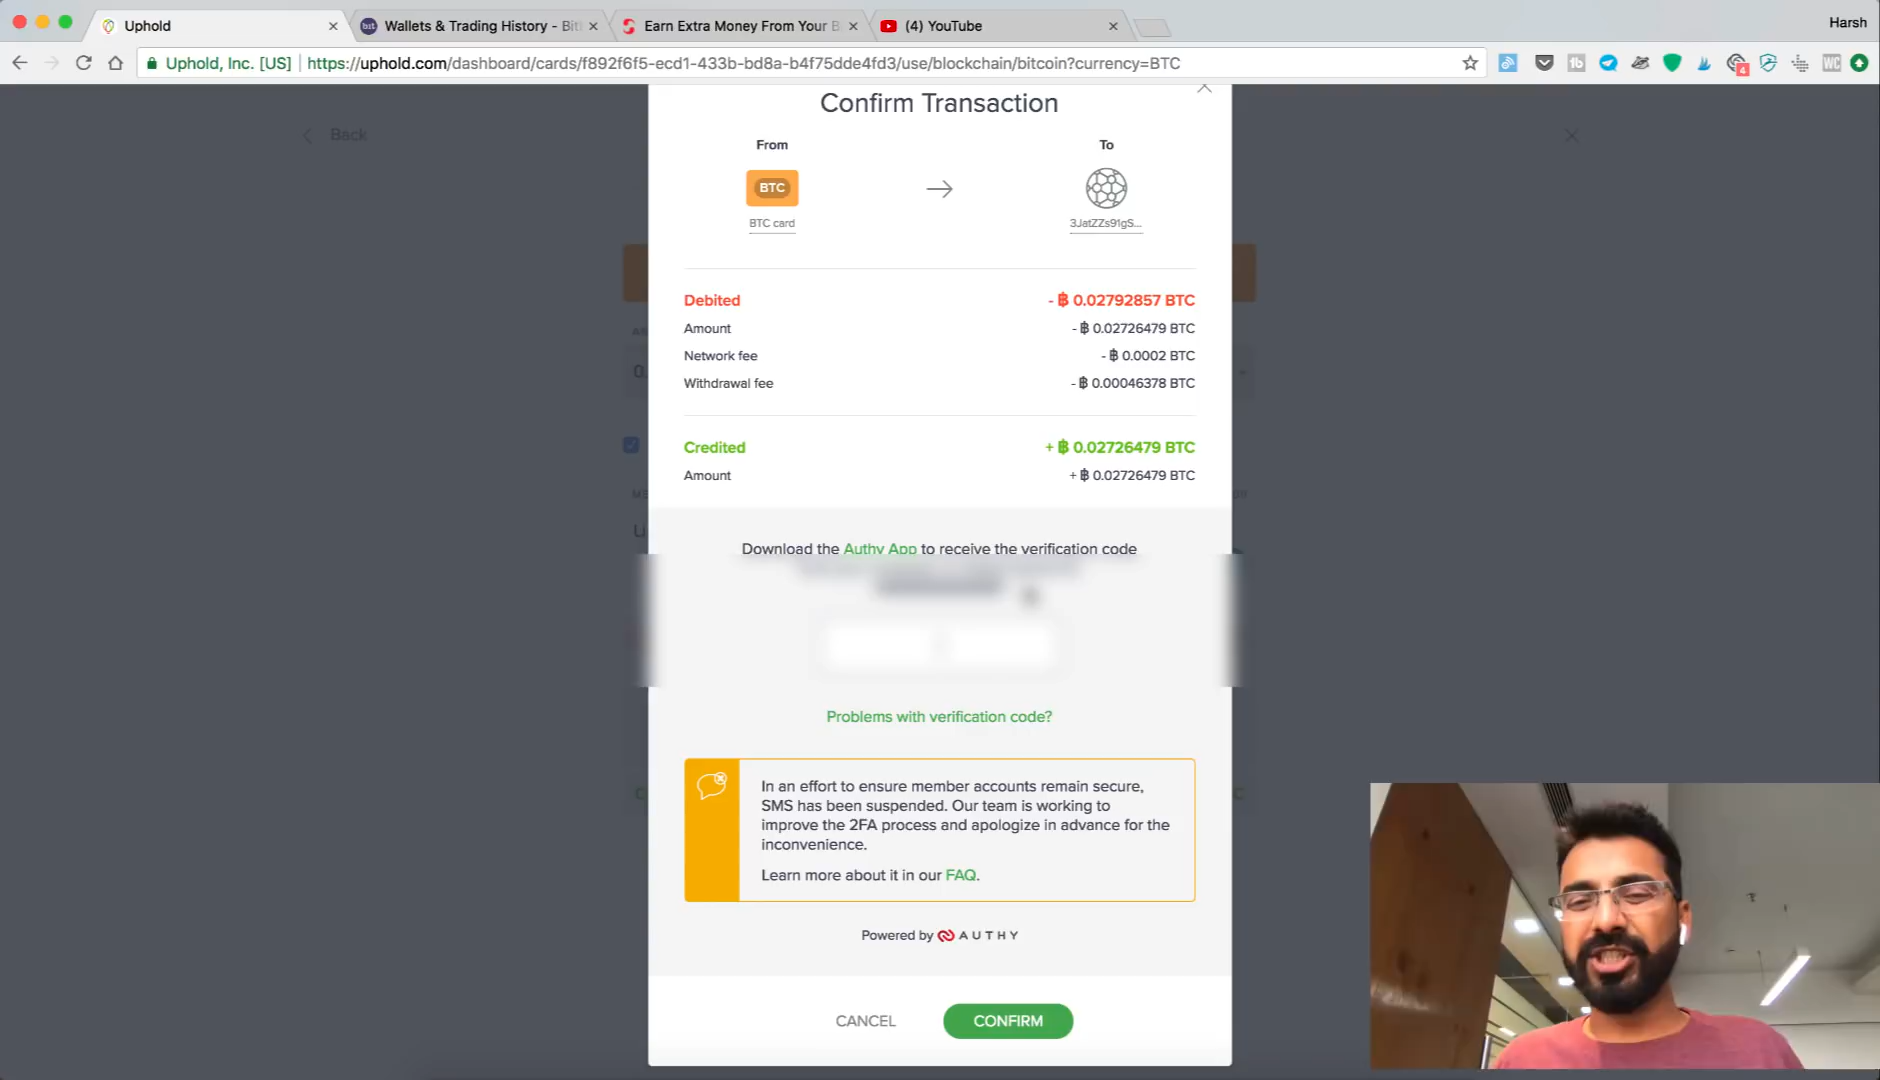 Uphold
Wallets & Trading History - Bit
Earn Extra Money From Your B
(4) YouTube
Harsh
Uphold, Inc. [US]
https://uphold.com/dashboard/cards/f892f6f5-ecd1-433b-bd8a-b4f75dde4fd3/use/blockchain/bitcoin?currency=BTC
4
Back
Confirm Transaction
From
To
BTC
BTC card
3JatZZs91gS...
Debited
- ₿ 0.02792857 BTC
Amount
- ₿ 0.02726479 BTC
Network fee
- ₿ 0.0002 BTC
Withdrawal fee
- ₿ 0.00046378 BTC
Credited
+ ₿ 0.02726479 BTC
Amount
+ ₿ 0.02726479 BTC
Download the Authy App to receive the verification code
Problems with verification code?
In an effort to ensure member accounts remain secure,
SMS has been suspended. Our team is working to
improve the 2FA process and apologize in advance for the
inconvenience.
Learn more about it in our FAQ.
Powered by AUTHY
CANCEL
CONFIRM